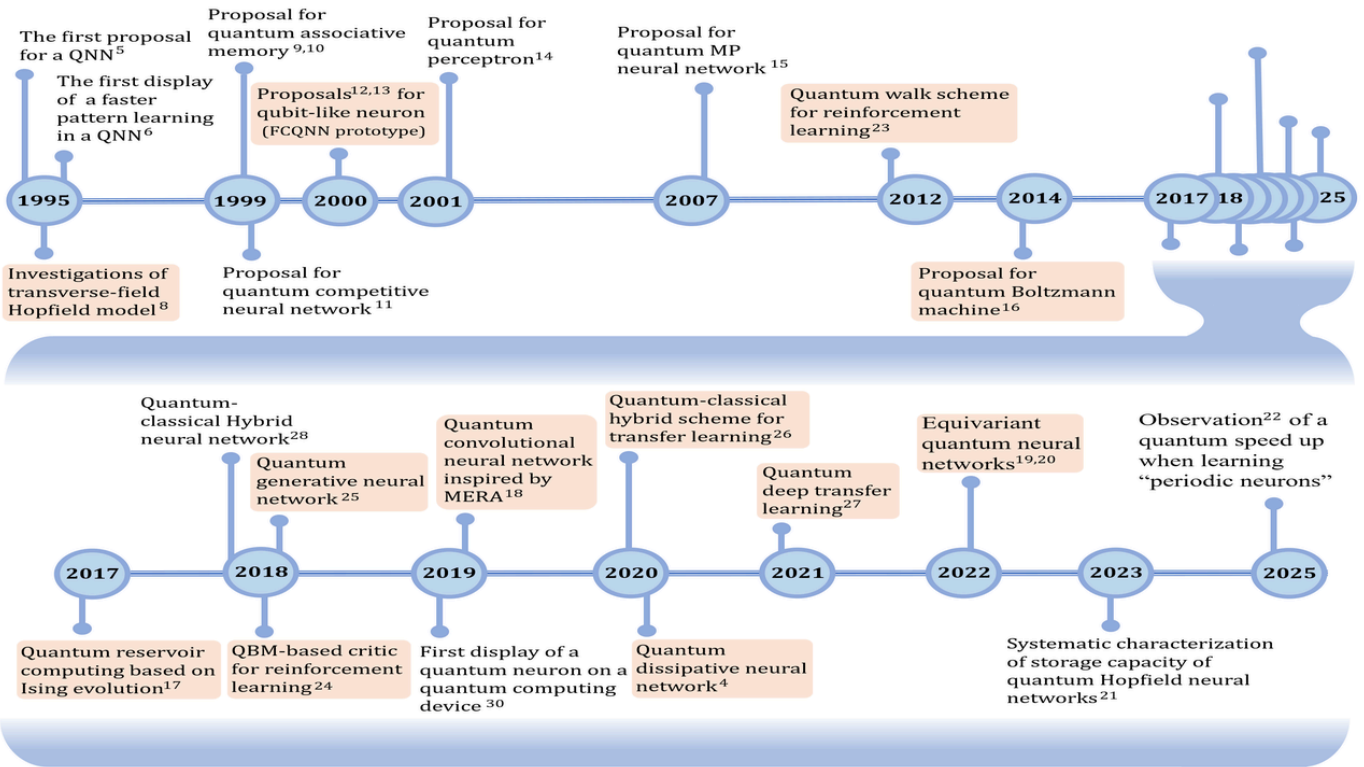 The first proposal
for a QNN5
The first display
of a faster
pattern learning
in a QNN6
Proposal for
quantum associative
memory 9,10
Proposals12,13 for
qubit-like neuron
(FCQNN prototype)
Proposal for
quantum
perceptron14
Proposal for
quantum MP
neural network 15
Quantum walk scheme
for reinforcement
learning23
1995
1999
2000
2001
2007
2012
2014
2017
18
25
Investigations of
transverse-field
Hopfield model 8
Proposal for
quantum competitive
neural network 11
Proposal for
quantum Boltzmann
machine16
Quantum-
classical Hybrid
neural network28
Quantum
generative neural
network 25
Quantum
convolutional
neural network
inspired by
MERA18
Quantum-classical
hybrid scheme for
transfer learning26
Quantum
deep transfer
learning27
Equivariant
quantum neural
networks19,20
Observation22 of a
quantum speed up
when learning
“periodic neurons”
2017
2018
2019
2020
2021
2022
2023
2025
Quantum reservoir
computing based on
Ising evolution17
QBM-based critic
for reinforcement
learning24
First display of a
quantum neuron on a
quantum computing
device 30
Quantum
dissipative neural
network4
Systematic characterization
of storage capacity of
quantum Hopfield neural
networks21